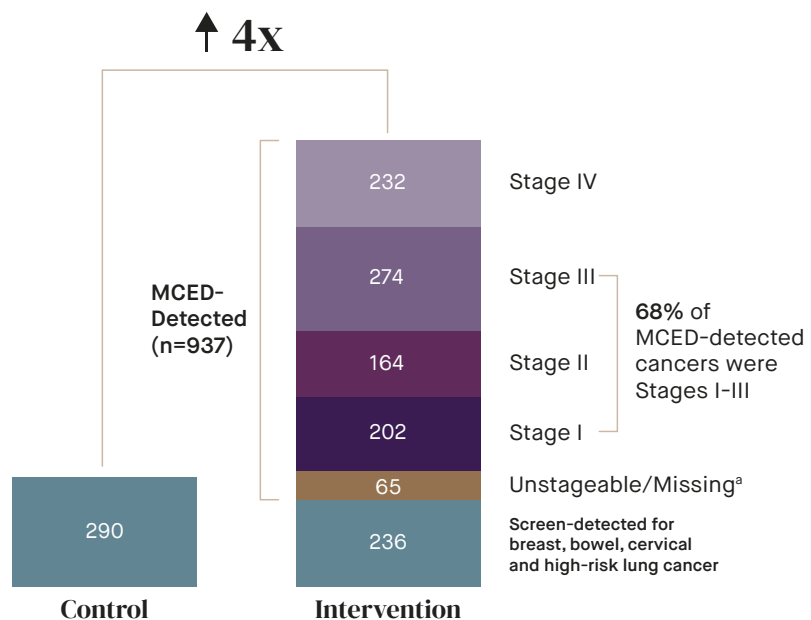 ↑ 4x
232
Stage IV
MCED-
Detected
(n=937)
274
Stage III
68% of
MCED-detected
cancers were
Stages I-III
164
Stage II
202
Stage I
65
Unstageable/Missingᵃ
290
236
Screen-detected for
breast, bowel, cervical
and high-risk lung cancer
Control
Intervention